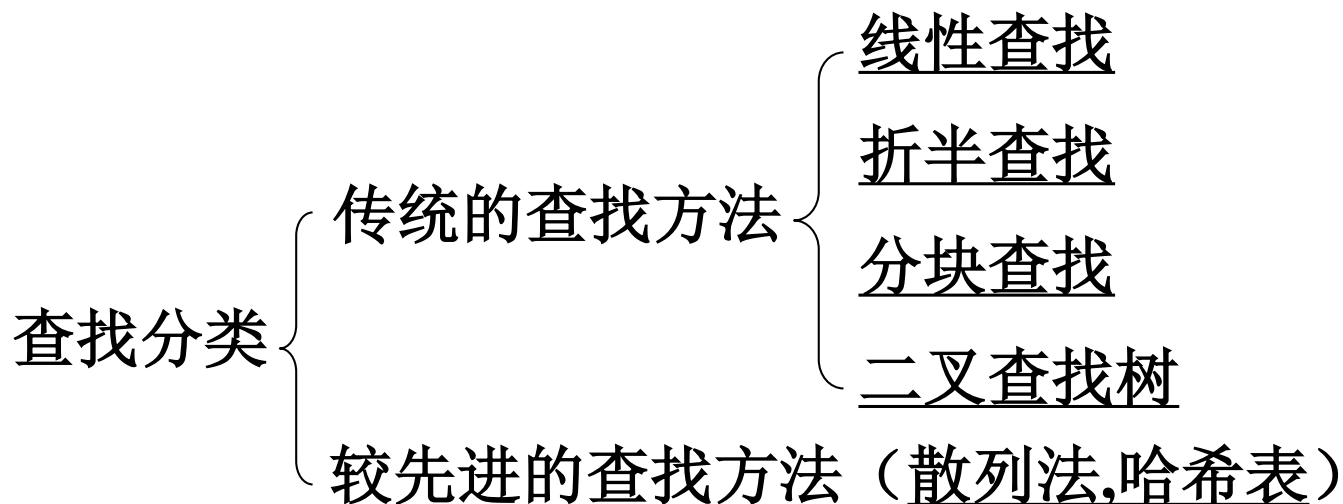 线性查找
折半查找
传统的查找方法
分块查找
查找分类
二叉查找树
较先进的查找方法（散列法,哈希表）